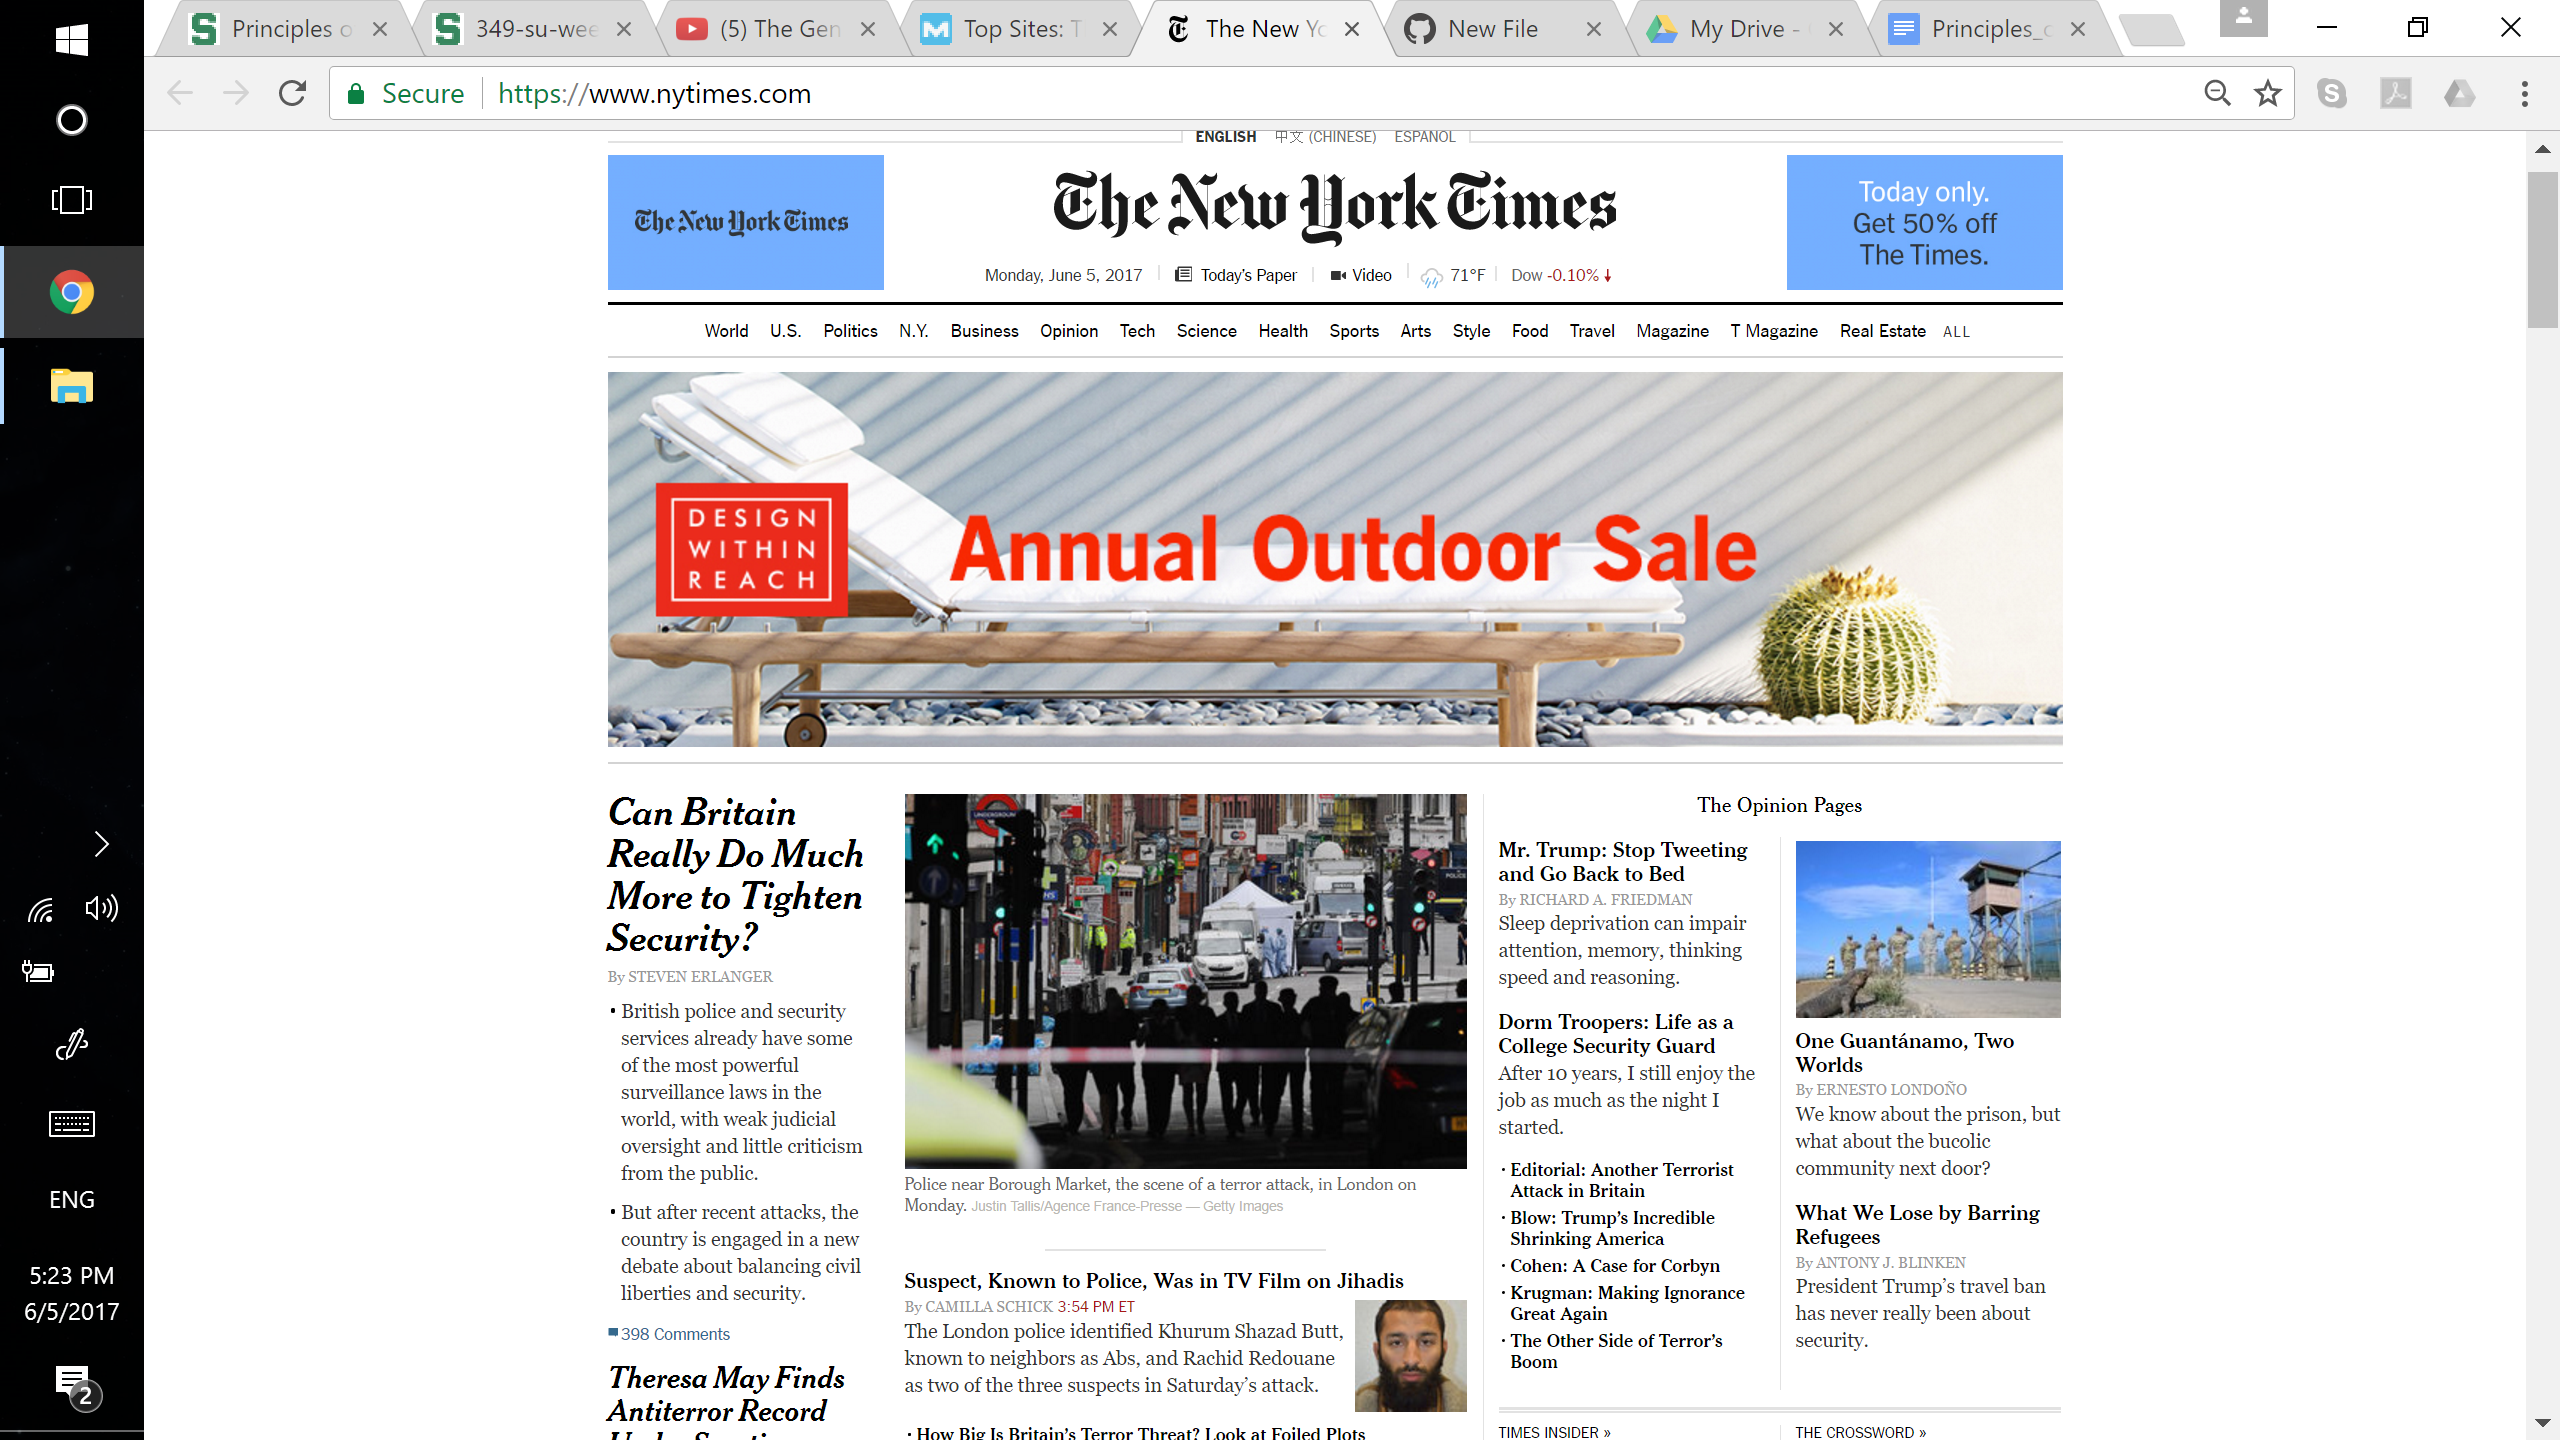 Principles o
349-su-wee
(5) The Gen
Top Sites: T
The New Yo
New File
My Drive -
Principles_c
Secure
https://www.nytimes.com
ENGLISH 中文 (CHINESE) ESPAÑOL
The New York Times
The New York Times
Today only.
Get 50% off
The Times.
Monday, June 5, 2017
Today's Paper
Video
71°F
Dow -0.10%
World U.S. Politics N.Y. Business Opinion Tech Science Health Sports Arts Style Food Travel Magazine T Magazine Real Estate ALL
DESIGN
WITHIN
REACH
Annual Outdoor Sale
Can Britain
Really Do Much
More to Tighten
Security?
By STEVEN ERLANGER
• British police and security
services already have some
of the most powerful
surveillance laws in the
world, with weak judicial
oversight and little criticism
from the public.
• But after recent attacks, the
country is engaged in a new
debate about balancing civil
liberties and security.
398 Comments
Theresa May Finds
Antiterror Record
UNDERGROUND
POLICE
Police near Borough Market, the scene of a terror attack, in London on
Monday. Justin Tallis/Agence France-Presse — Getty Images
Suspect, Known to Police, Was in TV Film on Jihadis
By CAMILLA SCHICK 3:54 PM ET
The London police identified Khurum Shazad Butt,
known to neighbors as Abs, and Rachid Redouane
as two of the three suspects in Saturday's attack.
• How Big Is Britain's Terror Threat? Look at Foiled Plots
The Opinion Pages
Mr. Trump: Stop Tweeting
and Go Back to Bed
By RICHARD A. FRIEDMAN
Sleep deprivation can impair
attention, memory, thinking
speed and reasoning.
Dorm Troopers: Life as a
College Security Guard
After 10 years, I still enjoy the
job as much as the night I
started.
• Editorial: Another Terrorist
Attack in Britain
• Blow: Trump's Incredible
Shrinking America
• Cohen: A Case for Corbyn
• Krugman: Making Ignorance
Great Again
• The Other Side of Terror's
Boom
One Guantánamo, Two
Worlds
By ERNESTO LONDOÑO
We know about the prison, but
what about the bucolic
community next door?
What We Lose by Barring
Refugees
By ANTONY J. BLINKEN
President Trump's travel ban
has never really been about
security.
TIMES INSIDER »
THE CROSSWORD »
ENG
5:23 PM
6/5/2017
2